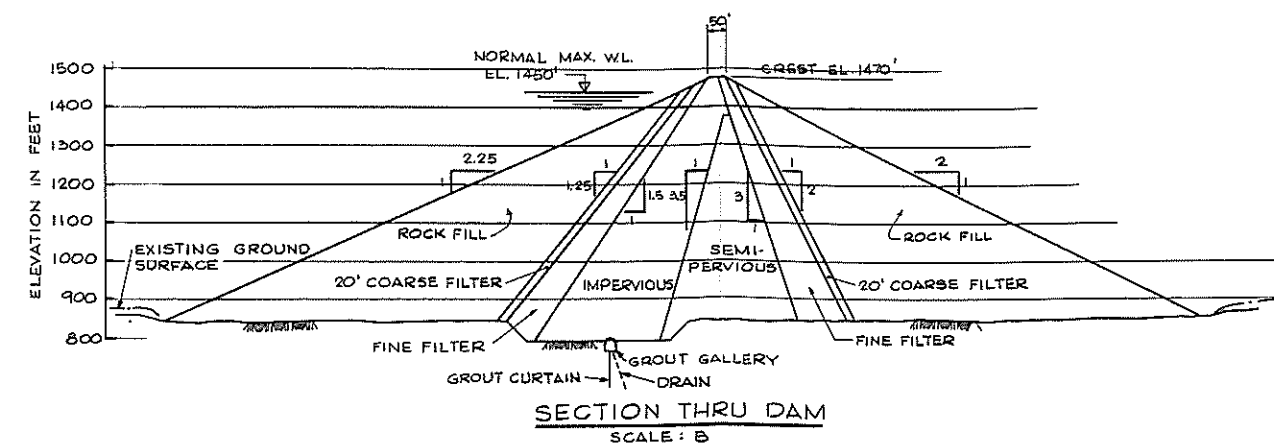 50'
NORMAL MAX. W.L.
EL. 1450'
CREST EL. 1470'
1500
1400
1300
1200
1100
1000
900
800
ELEVATION IN FEET
2.25
1
1
1.25
1.5
1
1
3.5
3
1
1
2
2
1
ROCK FILL
ROCK FILL
EXISTING GROUND
SURFACE
20' COARSE FILTER
IMPERVIOUS
SEMI-
PERVIOUS
20' COARSE FILTER
FINE FILTER
FINE FILTER
GROUT GALLERY
GROUT CURTAIN
DRAIN
SECTION THRU DAM
SCALE: B